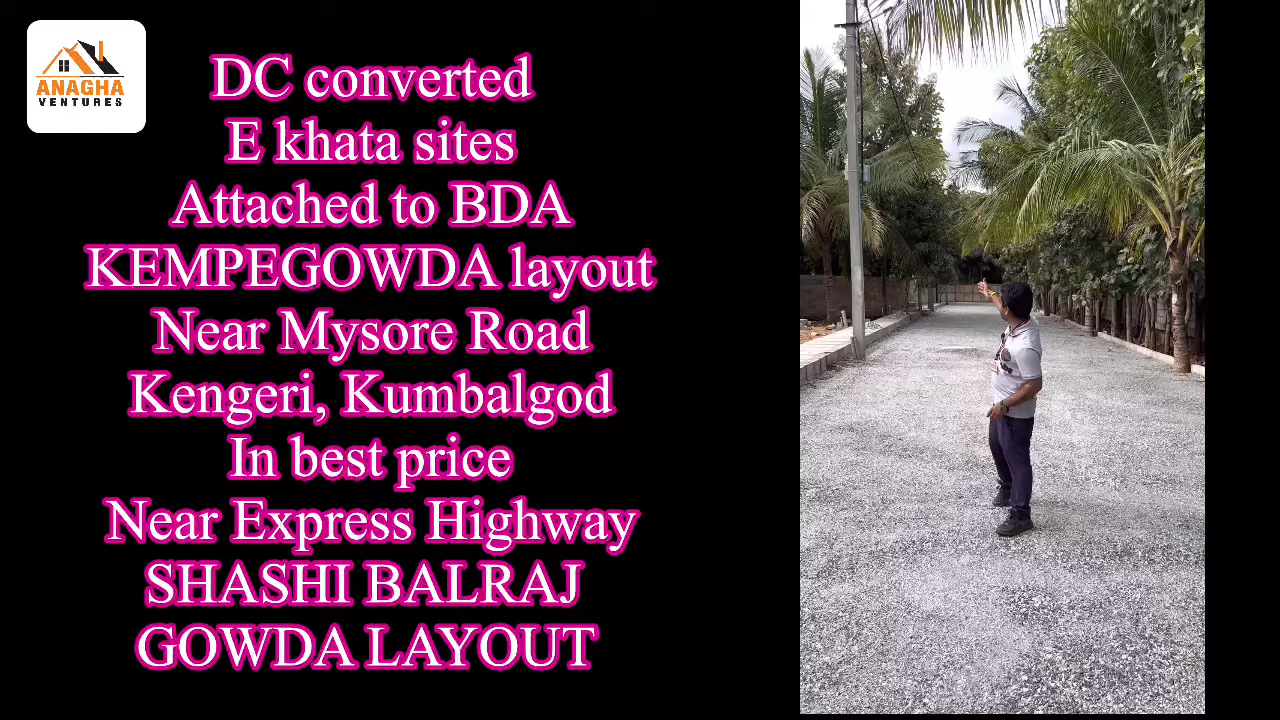 ANAGHA
VENTURES
DC converted
E khata sites
Attached to BDA
KEMPEGOWDA layout
Near Mysore Road
Kengeri, Kumbalgod
In best price
Near Express Highway
SHASHI BALRAJ
GOWDA LAYOUT